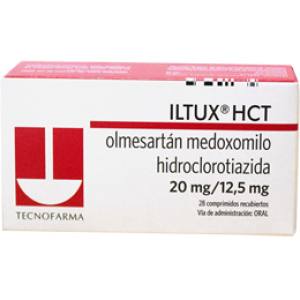 ILTUX® HCT
olmesartán medoxomilo
hidroclorotiazida
20 mg/12,5 mg
28 comprimidos recubiertos
Vía de administración: ORAL
TECNOFARMA